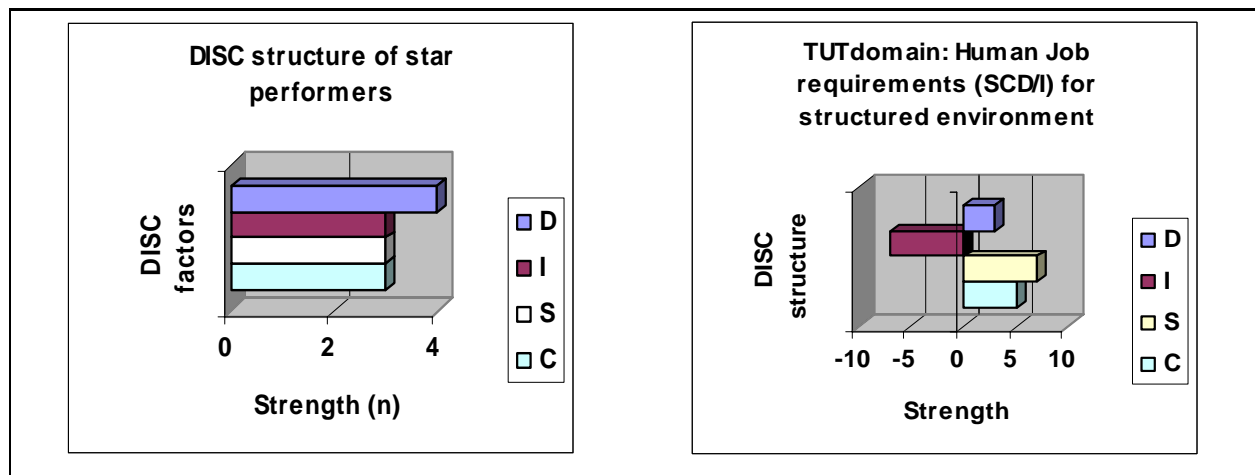 DISC structure of star
performers
DISC
factors
D
I
S
C
0 2 4
Strength (n)
TUTdomain: Human Job
requirements (SCD/I) for
structured environment
DISC
structure
D
I
S
C
-10 -5 0 5 10
Strength